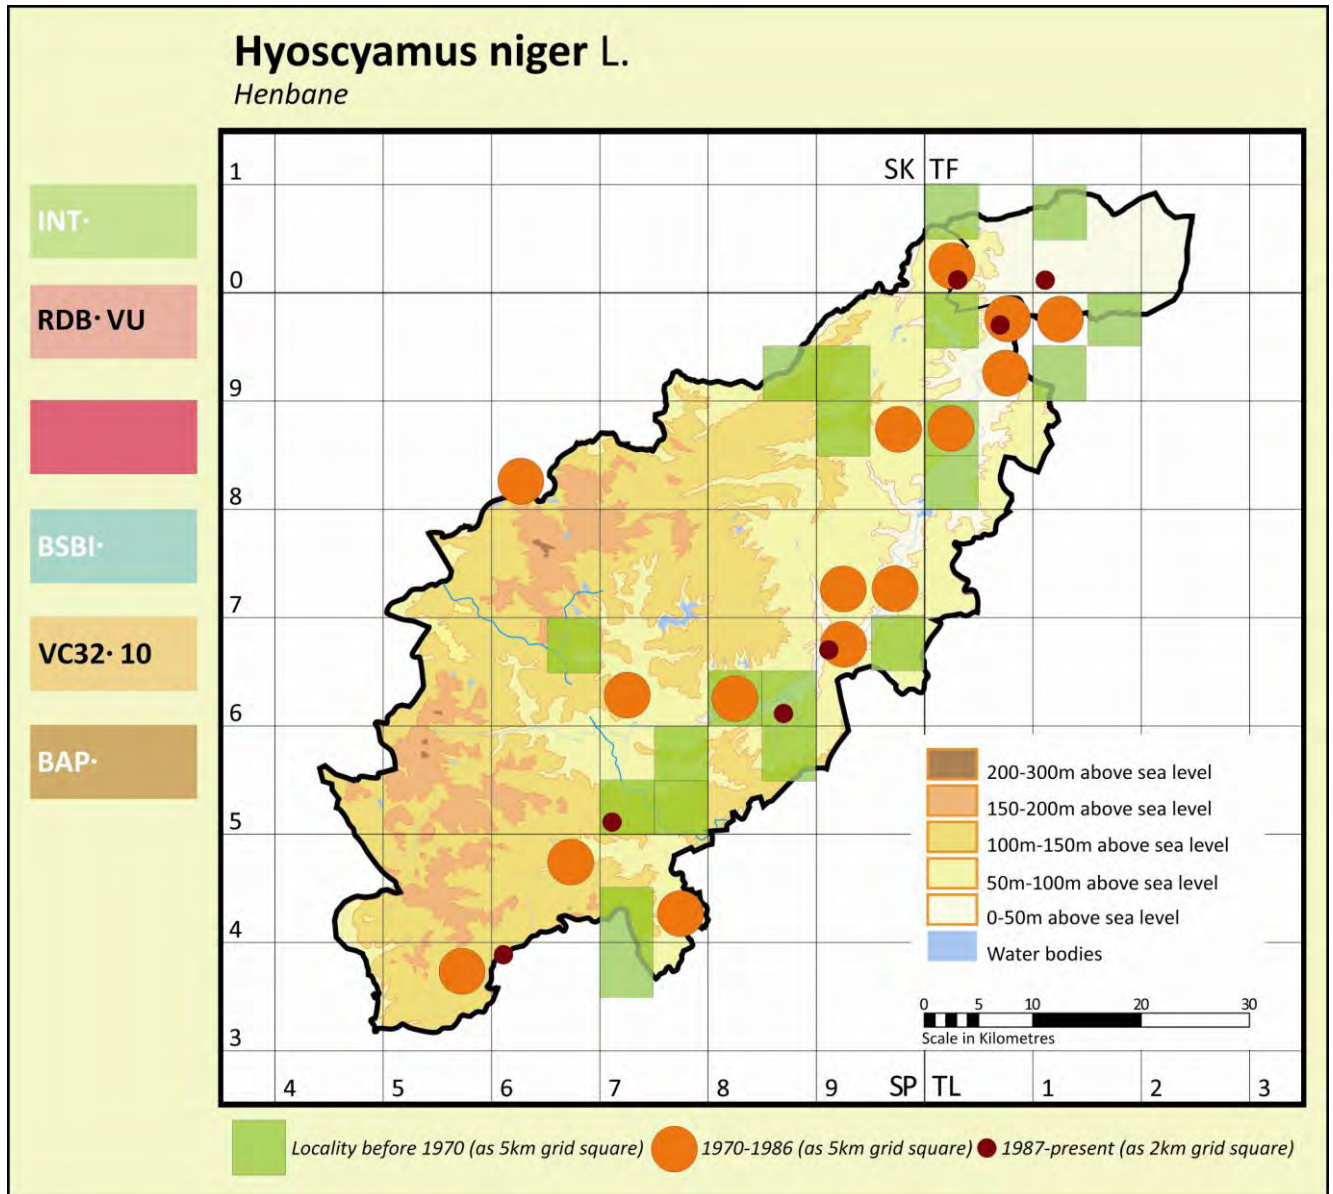 Hyoscyamus niger L.
Henbane
INT·
RDB· VU
BSBI·
VC32· 10
BAP·
SK TF
1
0
9
8
7
6
5
4
3
4 5 6 7 8 9 SP TL 1 2 3
200-300m above sea level
150-200m above sea level
100m-150m above sea level
50m-100m above sea level
0-50m above sea level
Water bodies
0 5 10 20 30
Scale in Kilometres
Locality before 1970 (as 5km grid square) 1970-1986 (as 5km grid square) 1987-present (as 2km grid square)